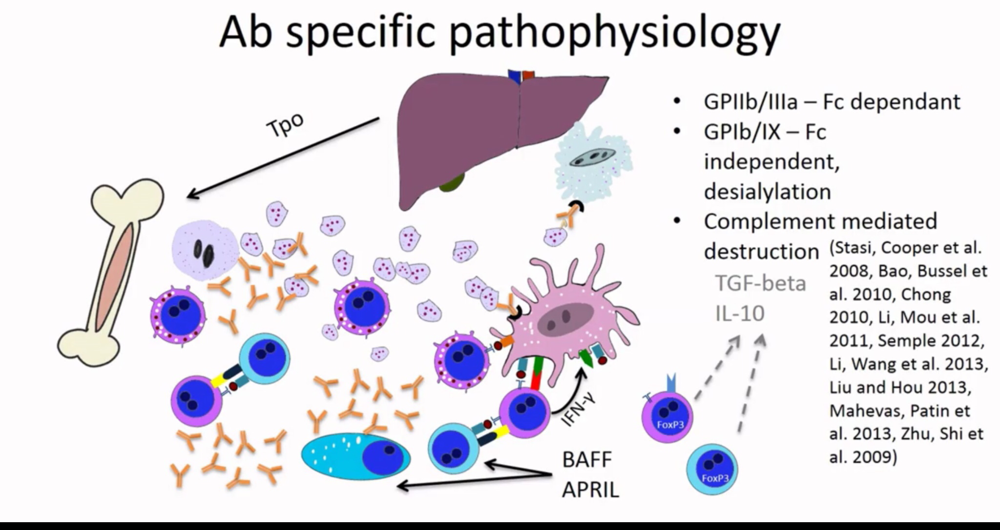 Ab specific pathophysiology
Tpo
• GPIIb/IIIa – Fc dependant
• GPIb/IX – Fc
independent,
desialylation
• Complement mediated
destruction
(Stasi, Cooper et al.
2008, Bao, Bussel et
al. 2010, Chong
2010, Li, Mou et al.
2011, Semple 2012,
Li, Wang et al. 2013,
Liu and Hou 2013,
Mahevas, Patin et
al. 2013, Zhu, Shi et
al. 2009)
TGF-beta
IL-10
IFN-γ
FoxP3
FoxP3
BAFF
APRIL